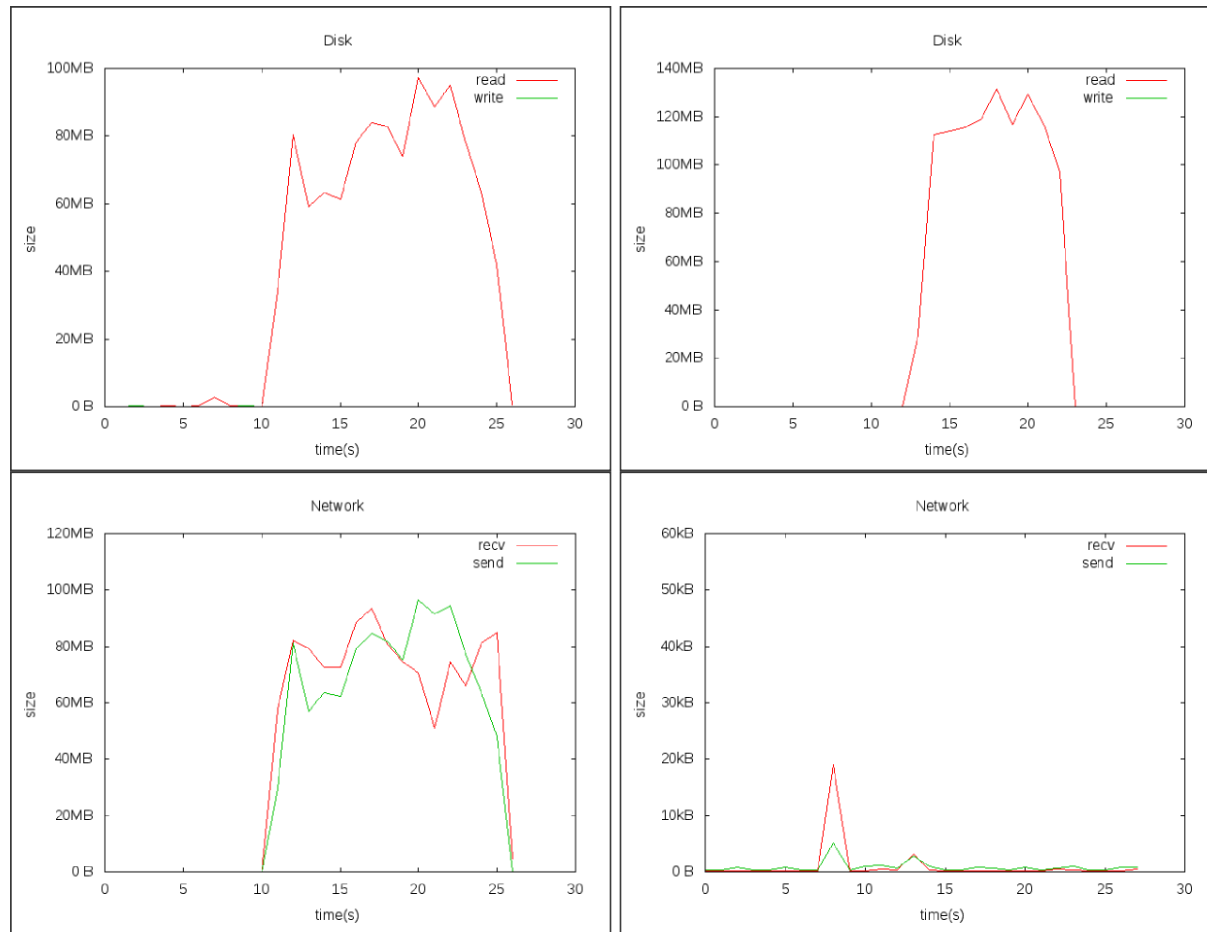 Disk
100MB
80MB
60MB
40MB
20MB
0 B
size
read
write
0 5 10 15 20 25 30
time(s)
Disk
140MB
120MB
100MB
80MB
60MB
40MB
20MB
0 B
size
read
write
0 5 10 15 20 25 30
time(s)
Network
120MB
100MB
80MB
60MB
40MB
20MB
0 B
size
recv
send
0 5 10 15 20 25 30
time(s)
Network
60kB
50kB
40kB
30kB
20kB
10kB
0 B
size
recv
send
0 5 10 15 20 25 30
time(s)